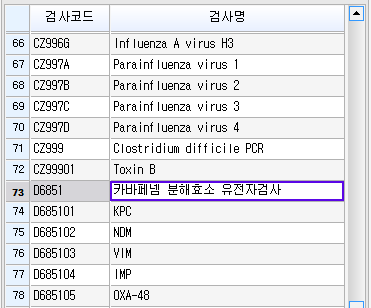 검사코드 검사명
66 CZ996G Influenza A virus H3
67 CZ997A Parainfluenza virus 1
68 CZ997B Parainfluenza virus 2
69 CZ997C Parainfluenza virus 3
70 CZ997D Parainfluenza virus 4
71 CZ999 Clostridium difficile PCR
72 CZ99901 Toxin B
73 D6851 카바페넴 분해효소 유전자검사
74 D685101 KPC
75 D685102 NDM
76 D685103 VIM
77 D685104 IMP
78 D685105 OXA-48